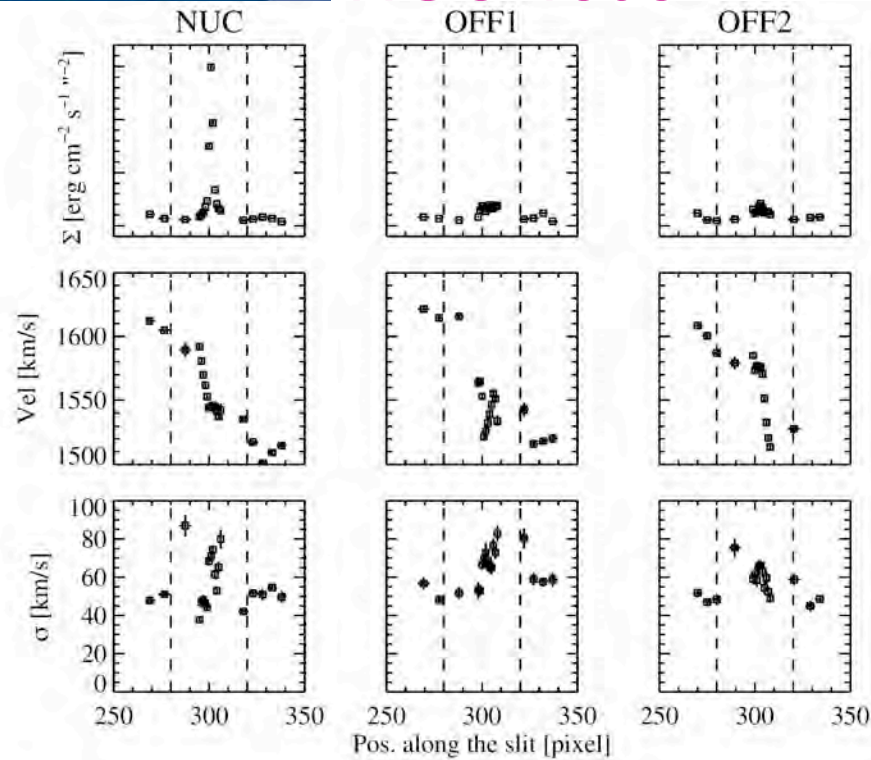 NUC OFF1 OFF2
Σ [erg cm⁻² s⁻¹ "⁻²]
1650
1600
1550
1500
Vel [km/s]
100
80
60
40
20
0
σ [km/s]
250 300 350 250 300 350 250 300 350
Pos. along the slit [pixel]